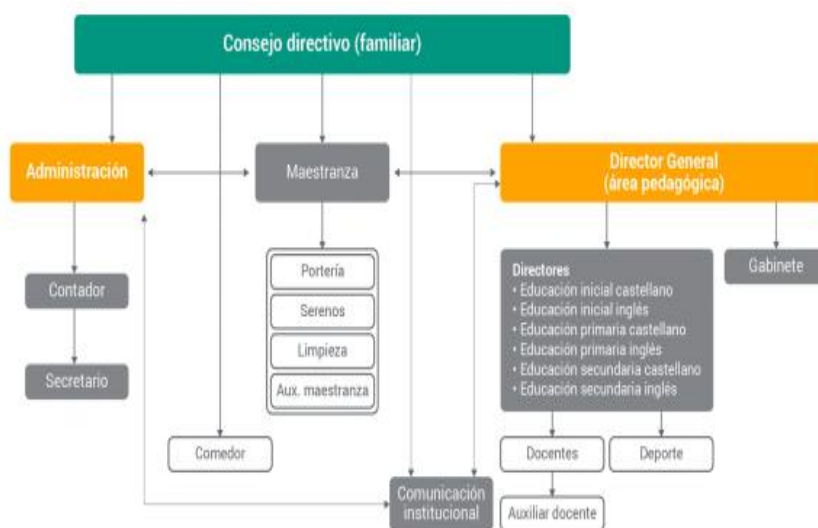 Consejo directivo (familiar)
Administración
Maestranza
Director General
(área pedagógica)
Contador
Secretario
Portería
Serenos
Limpieza
Aux. maestranza
Directores
• Educación inicial castellano
• Educación inicial inglés
• Educación primaria castellano
• Educación primaria inglés
• Educación secundaria castellano
• Educación secundaria inglés
Gabinete
Comedor
Docentes
Deporte
Comunicación
institucional
Auxiliar docente